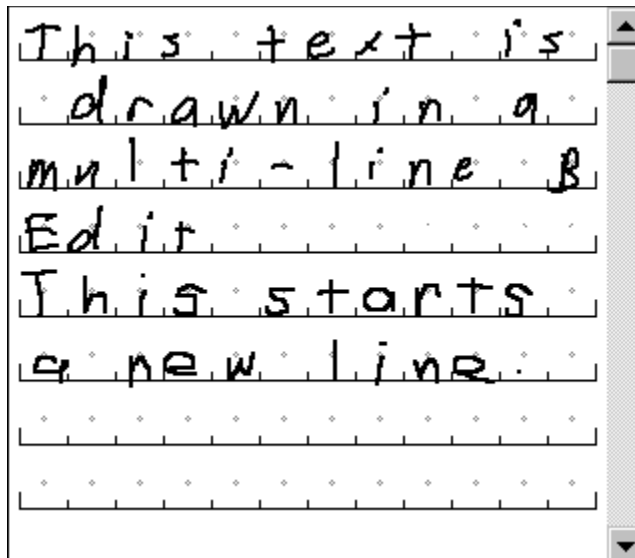 This text is
drawn in a
multi-line B
Edit
This starts
a new line.